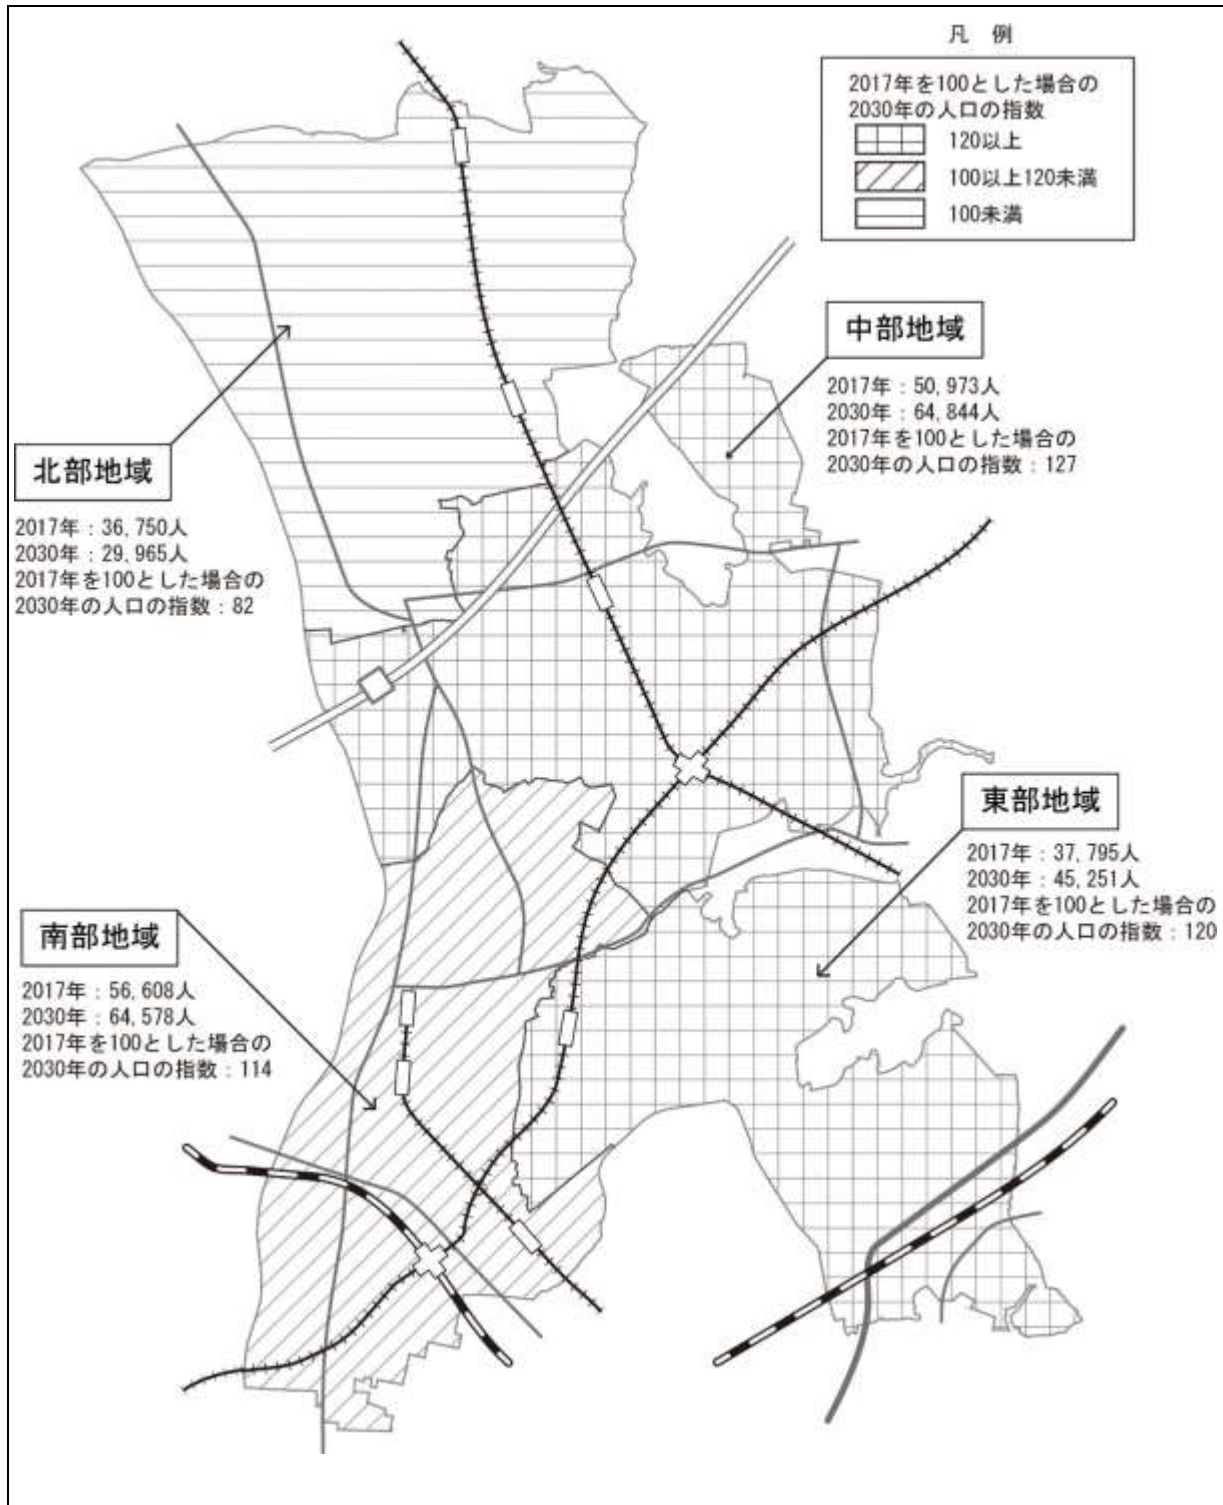 凡　例
2017年を100とした場合の
2030年の人口の指数
120以上
100以上120未満
100未満
中部地域
2017年：50,973人
2030年：64,844人
2017年を100とした場合の
2030年の人口の指数：127
北部地域
2017年：36,750人
2030年：29,965人
2017年を100とした場合の
2030年の人口の指数：82
東部地域
2017年：37,795人
2030年：45,251人
2017年を100とした場合の
2030年の人口の指数：120
南部地域
2017年：56,608人
2030年：64,578人
2017年を100とした場合の
2030年の人口の指数：114